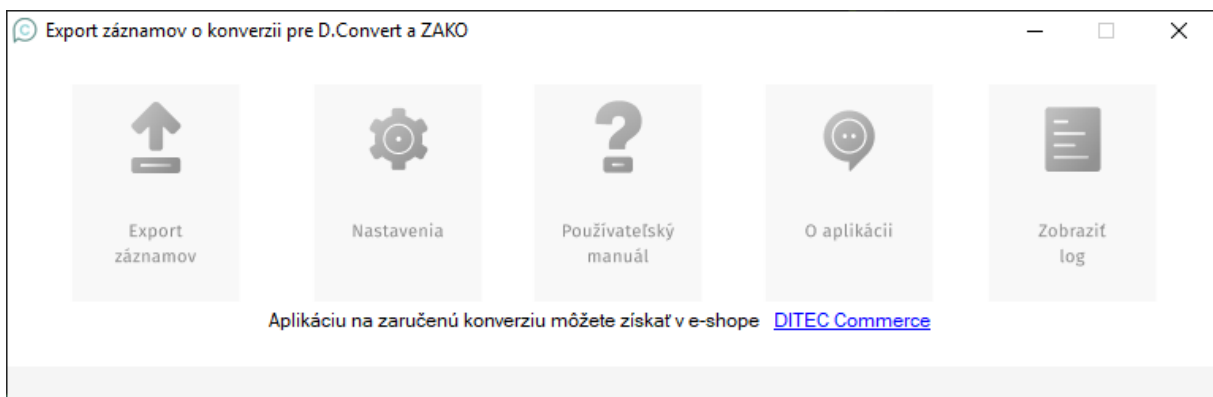 Export záznamov o konverzii pre D.Convert a ZAKO
Export
záznamov
Nastavenia
Používateľský
manuál
O aplikácii
Zobraziť
log
Aplikáciu na zaručenú konverziu môžete získať v e-shope DITEC Commerce